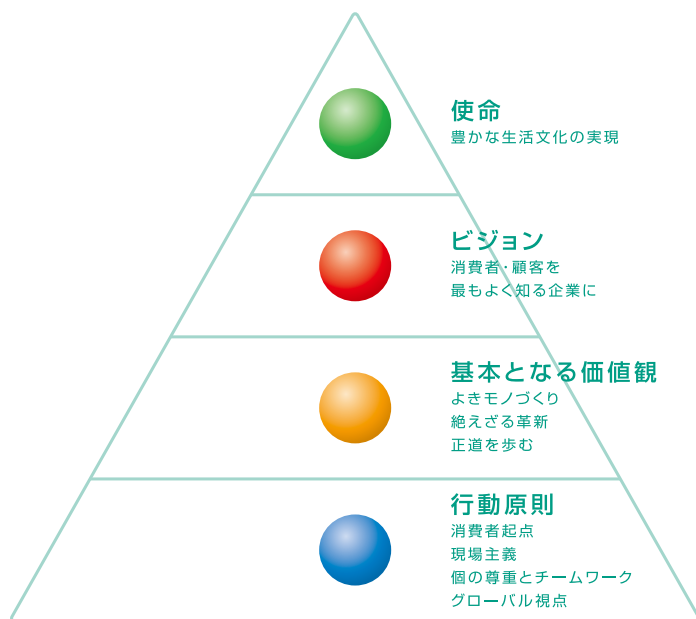 使命
豊かな生活文化の実現
ビジョン
消費者・顧客を
最もよく知る企業に
基本となる価値観
よきモノづくり
絶えざる革新
正道を歩む
行動原則
消費者起点
現場主義
個の尊重とチームワーク
グローバル視点